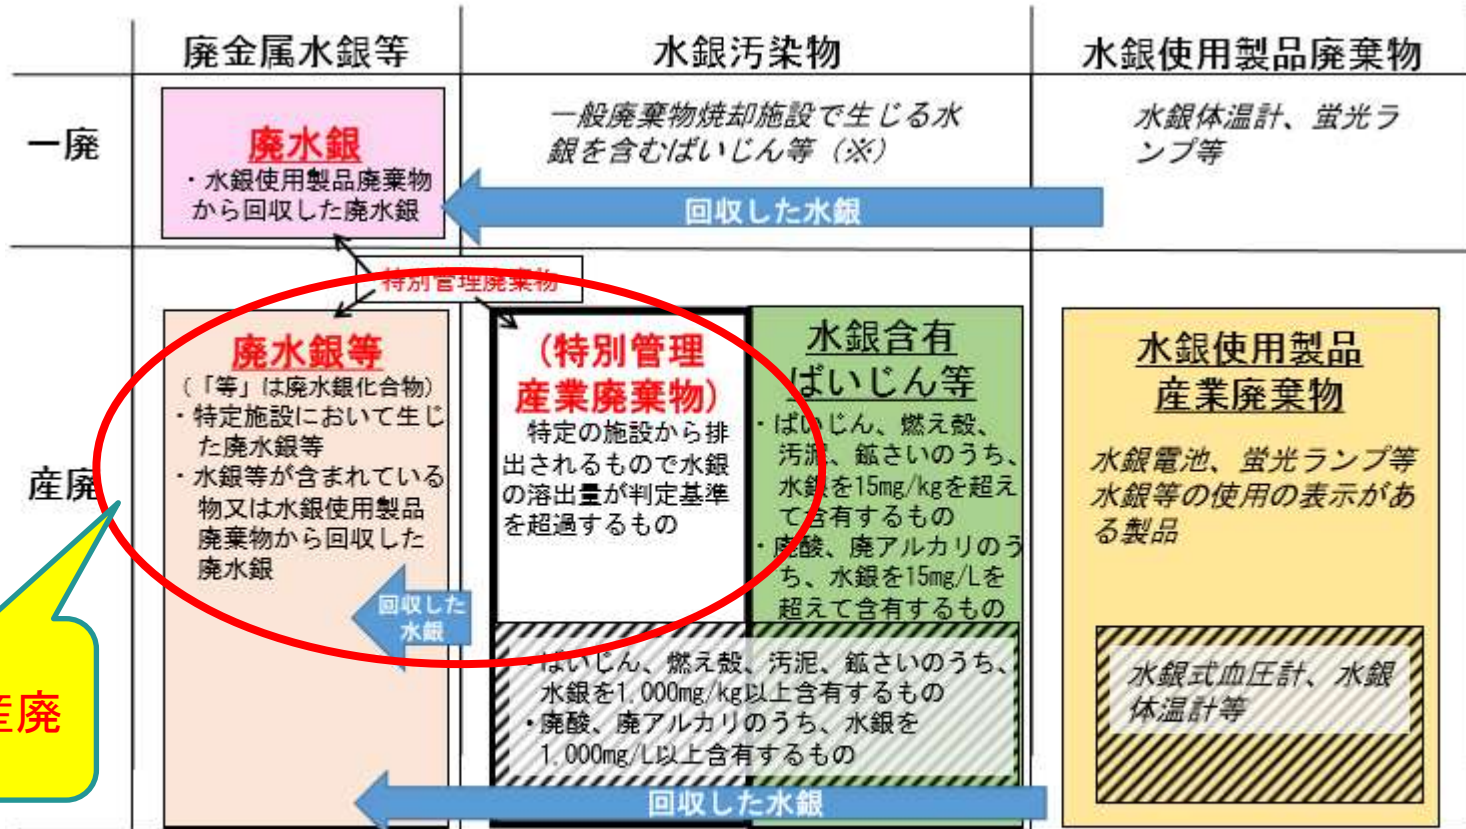 廃金属水銀等
水銀汚染物
水銀使用製品廃棄物
一廃
廃水銀
・水銀使用製品廃棄物
から回収した廃水銀
一般廃棄物焼却施設で生じる水
銀を含むばいじん等（※）
水銀体温計、蛍光ラ
ンプ等
回収した水銀
特別管理廃棄物
産廃
廃水銀等
（「等」は廃水銀化合物）
・特定施設において生じ
た廃水銀等
・水銀等が含まれている
物又は水銀使用製品
廃棄物から回収した
廃水銀
回収した
水銀
（特別管理
産業廃棄物）
特定の施設から排
出されるもので水銀
の溶出量が判定基準
を超過するもの
水銀含有
ばいじん等
・ばいじん、燃え殻、
汚泥、鉱さいのうち、
水銀を15mg/kgを超え
て含有するもの
・廃酸、廃アルカリのう
ち、水銀を15mg/Lを
超えて含有するもの
・ばいじん、燃え殻、汚泥、鉱さいのうち、
水銀を1,000mg/kg以上含有するもの
・廃酸、廃アルカリのうち、水銀を
1,000mg/L以上含有するもの
水銀使用製品
産業廃棄物
水銀電池、蛍光ランプ等
水銀等の使用の表示があ
る製品
水銀式血圧計、水銀
体温計等
回収した水銀
産廃